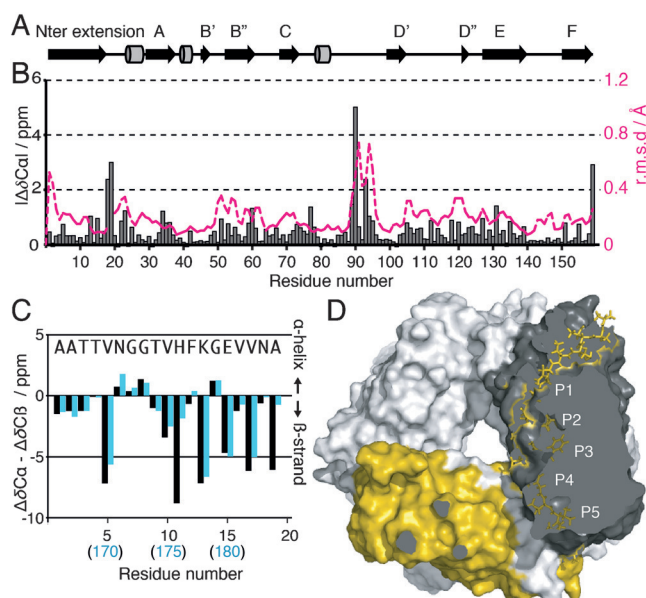 A
Nter extension A B' B" C D' D" E F
B
6 1.2
4 0.8
2 0.4
0 0
10 20 30 40 50 60 70 80 90 100 110 120 130 140 150
|ΔδCα| / ppm
r.m.s.d / Å
Residue number
C
5
AATTVNGGTVHFKGEVVNA
0
-5
-10
ΔδCα - ΔδCß / ppm
α-helix
β-strand
5 10 15 20
(170) (175) (180)
Residue number
D
P1
P2
P3
P4
P5